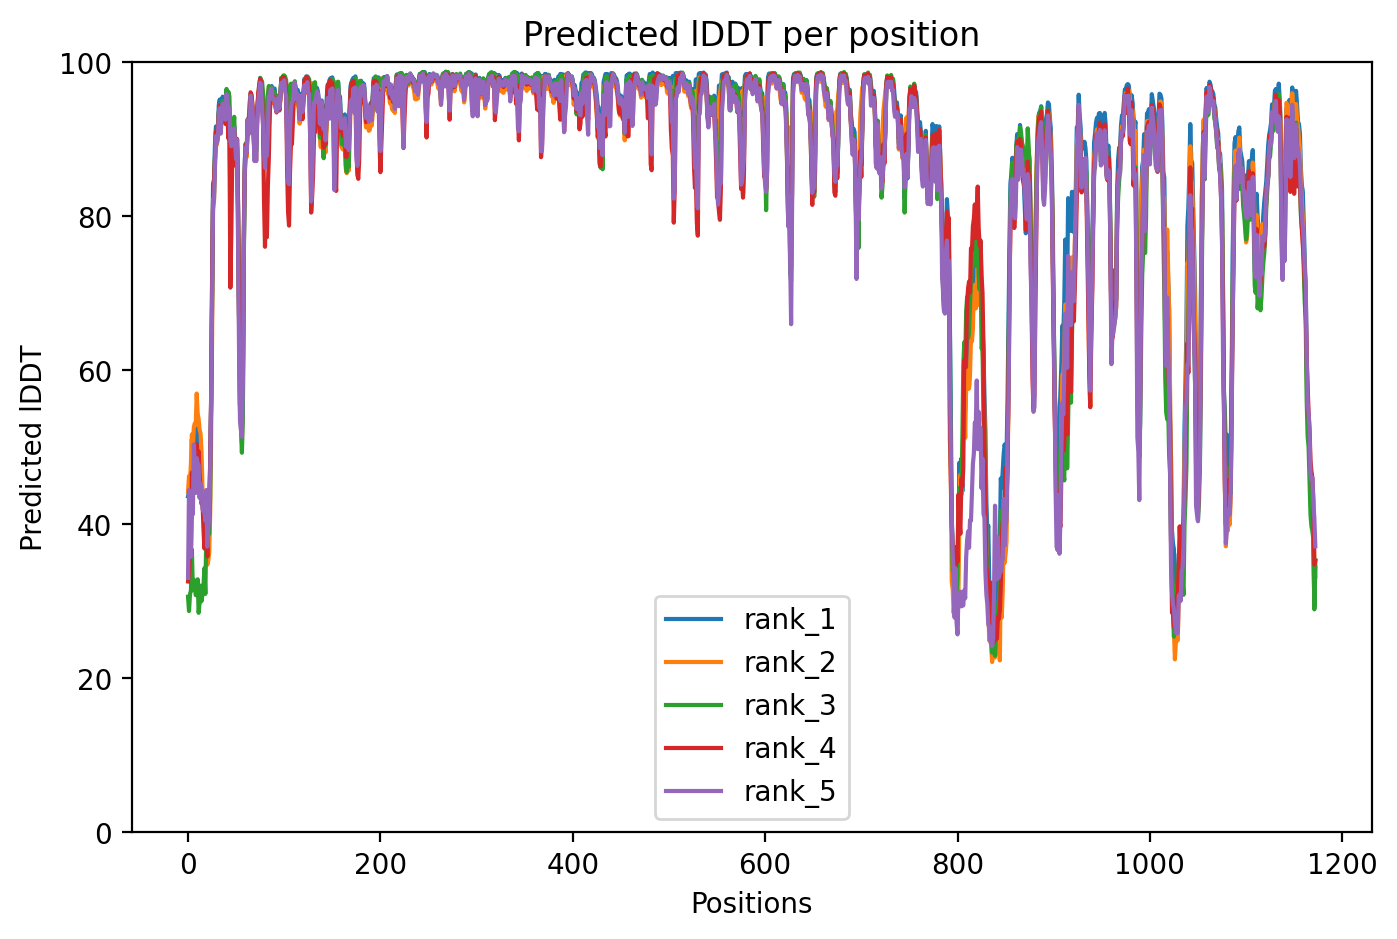 Predicted lDDT per position
Predicted lDDT
100
80
60
40
20
0
rank_1
rank_2
rank_3
rank_4
rank_5
0 200 400 600 800 1000 1200
Positions